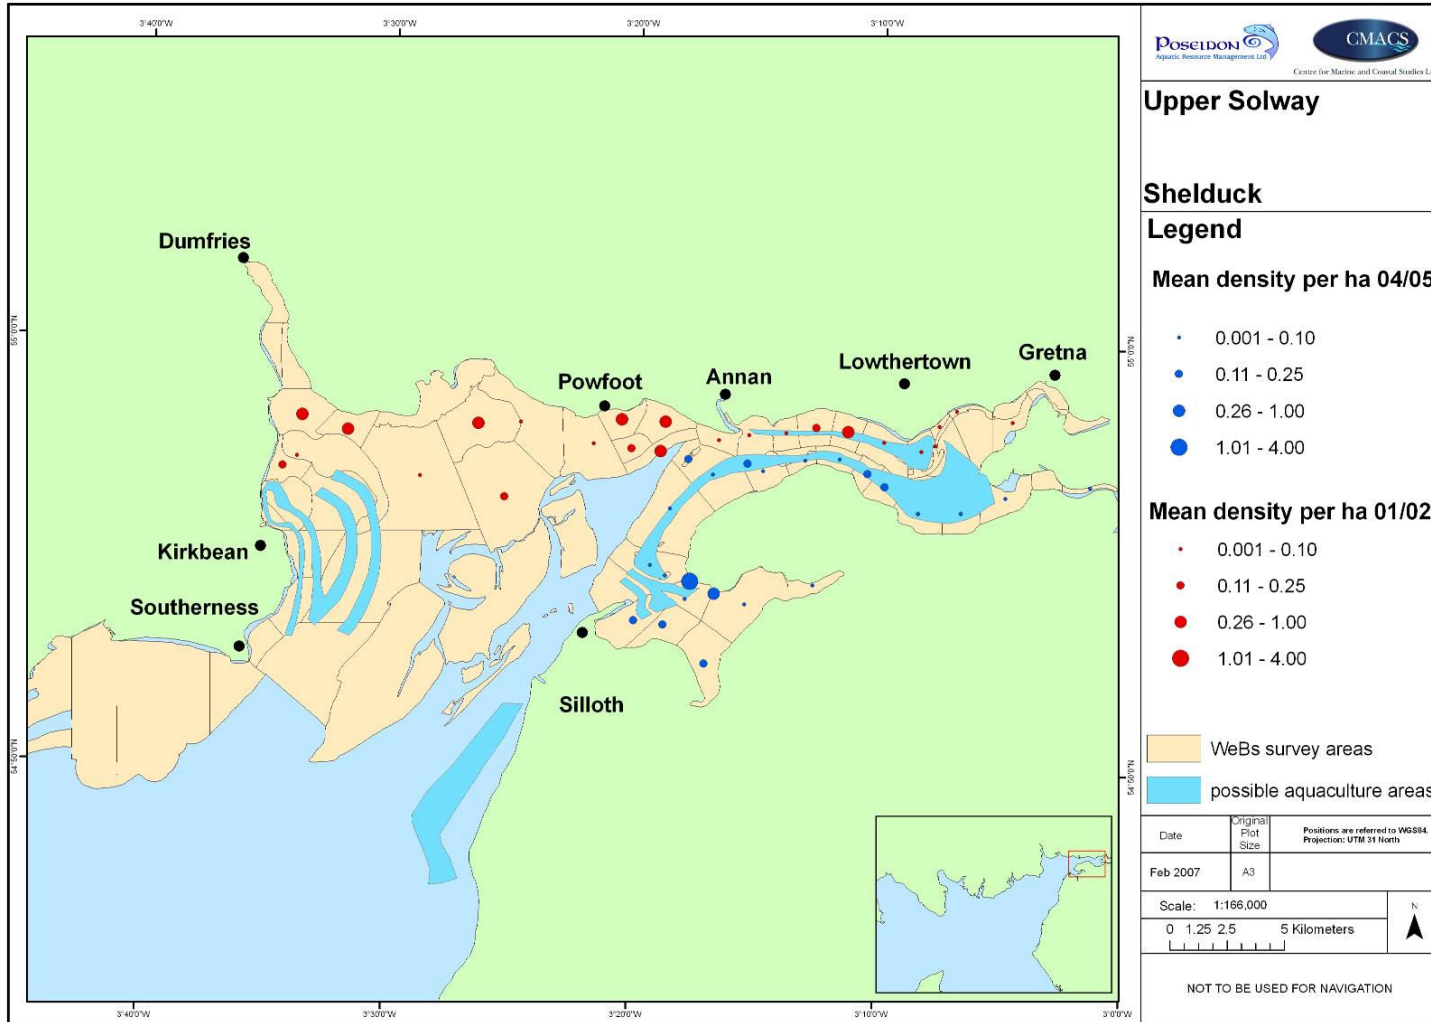 3°40'0"W
3°30'0"W
3°20'0"W
3°10'0"W
POSEIDON
Aquatic Resource Management Ltd
CMACS
Centre for Marine and Coastal Studies L
Upper Solway
Shelduck
Legend
Mean density per ha 04/05
0.001 - 0.10
0.11 - 0.25
0.26 - 1.00
1.01 - 4.00
Mean density per ha 01/02
0.001 - 0.10
0.11 - 0.25
0.26 - 1.00
1.01 - 4.00
WeBs survey areas
possible aquaculture areas
Dumfries
Powfoot
Annan
Lowthertown
Gretna
Kirkbean
Southerness
Silloth
54°50'0"N
54°50'0"N
Date
Original
Plot
Size
Positions are referred to WGS84.
Projection: UTM 31 North
Feb 2007
A3
Scale: 1:166,000
0 1.25 2.5 5 Kilometers
N
NOT TO BE USED FOR NAVIGATION
3°40'0"W
3°30'0"W
3°20'0"W
3°10'0"W
3°0'0"W